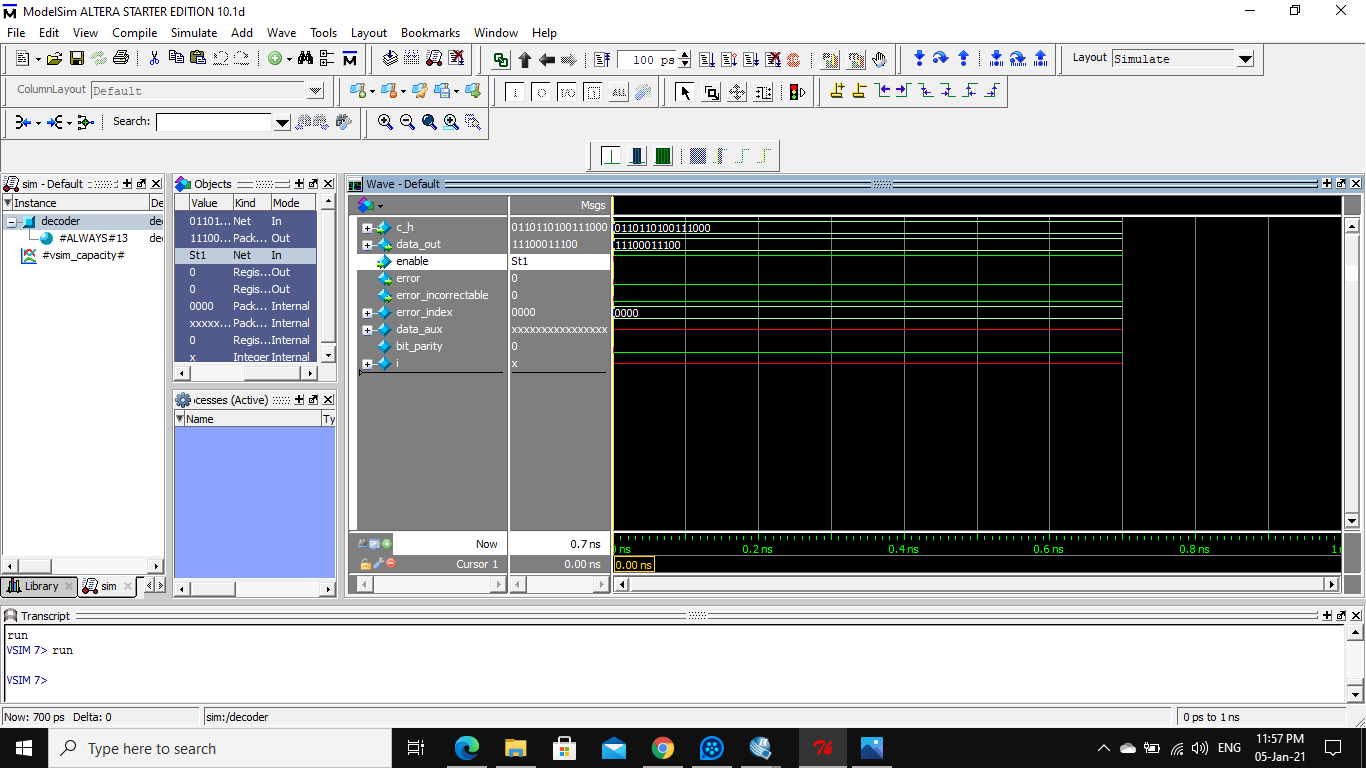 ModelSim ALTERA STARTER EDITION 10.1d
File Edit View Compile Simulate Add Wave Tools Layout Bookmarks Window Help
100 ps
Layout Simulate
ColumnLayout Default
ALL
Search:
sim - Default
Instance De
decoder dec
#ALWAYS#13 dec
#vsim_capacity#
Library sim
Objects
Value Kind Mode
01101... Net In
11100... Pack... Out
St1 Net In
0 Regis... Out
0 Regis... Out
0000 Pack... Internal
xxxxx... Pack... Internal
0 Regis... Internal
x Integer Internal
cesses (Active)
Name Ty
Wave - Default
Msgs
c_h 0110110100111000 0110110100111000
data_out 11100011100 11100011100
enable St1
error 0
error_incorrectable 0
error_index 0000 0000
data_aux xxxxxxxxxxxxxxxx
bit_parity 0
i x
Now 0.7 ns ns 0.2 ns 0.4 ns 0.6 ns 0.8 ns 1
Cursor 1 0.00 ns 0.00 ns
Transcript
run
VSIM 7> run
VSIM 7>
Now: 700 ps Delta: 0 sim:/decoder 0 ps to 1 ns
Type here to search
ENG
11:57 PM
05-Jan-21